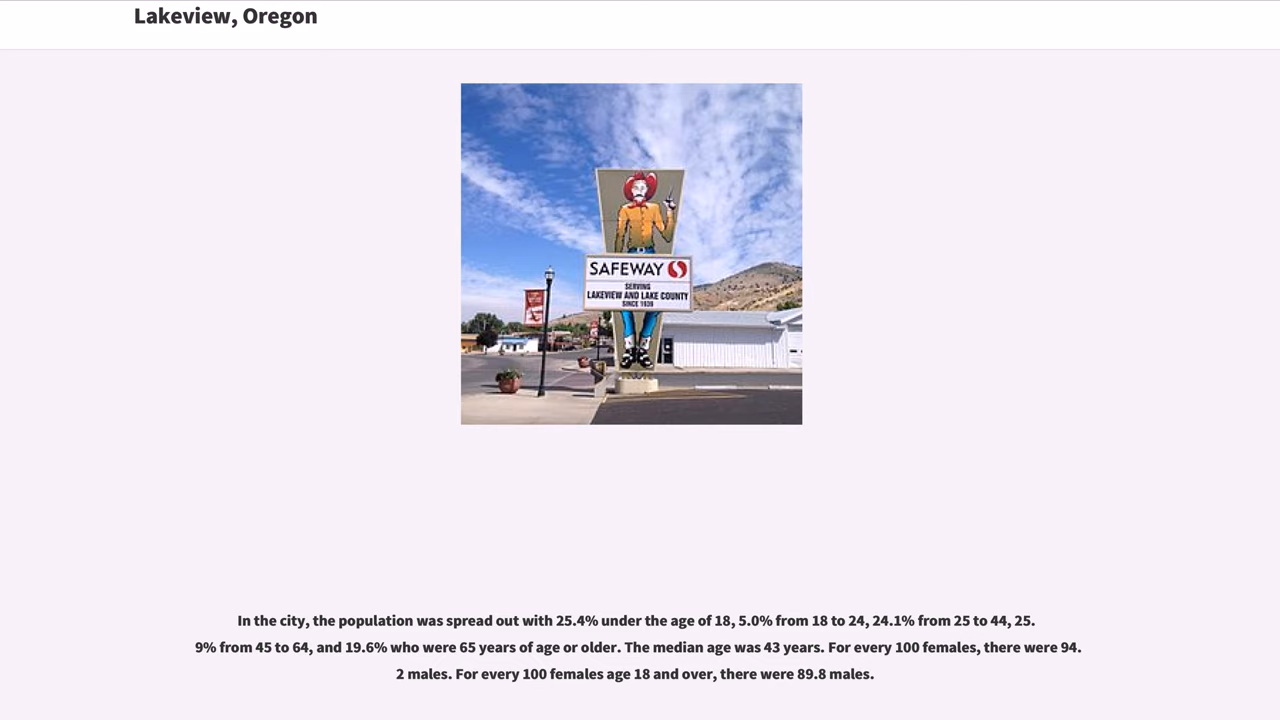 Lakeview, Oregon
SAFEWAY
SERVING
LAKEVIEW AND LAKE COUNTY
SINCE 1939
In the city, the population was spread out with 25.4% under the age of 18, 5.0% from 18 to 24, 24.1% from 25 to 44, 25.
9% from 45 to 64, and 19.6% who were 65 years of age or older. The median age was 43 years. For every 100 females, there were 94.
2 males. For every 100 females age 18 and over, there were 89.8 males.